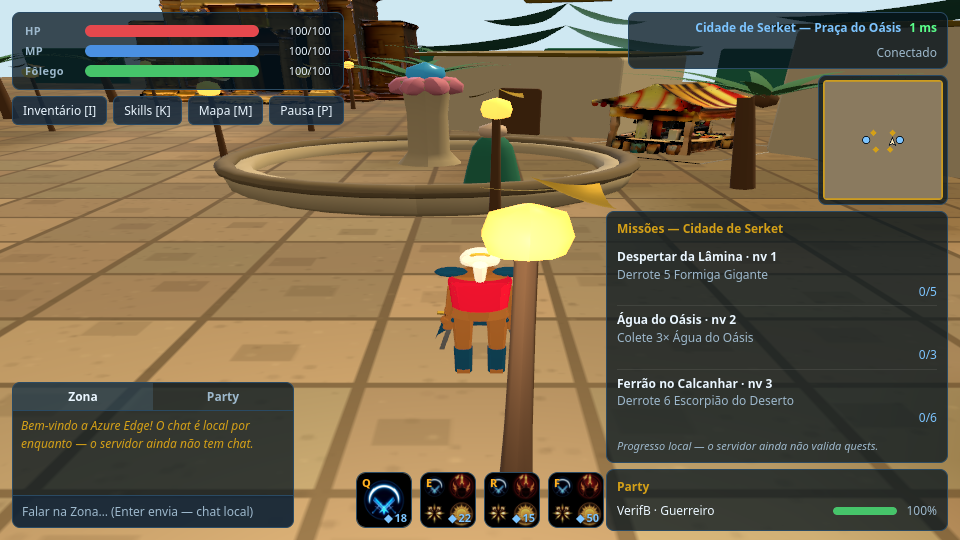 HP 100/100
MP 100/100
Fôlego 100/100
Inventário [I] Skills [K] Mapa [M] Pausa [P]
Cidade de Serket — Praça do Oásis 1 ms
Conectado
Missões — Cidade de Serket
Despertar da Lâmina · nv 1
Derrote 5 Formiga Gigante
0/5
Água do Oásis · nv 2
Colete 3× Água do Oásis
0/3
Ferrão no Calcanhar · nv 3
Derrote 6 Escorpião do Deserto
0/6
Progresso local — o servidor ainda não valida quests.
Zona Party
Bem-vindo a Azure Edge! O chat é local por
enquanto — o servidor ainda não tem chat.
Falar na Zona... (Enter envia — chat local)
Q E R F
18 22 15 50
Party
VerifB · Guerreiro 100%